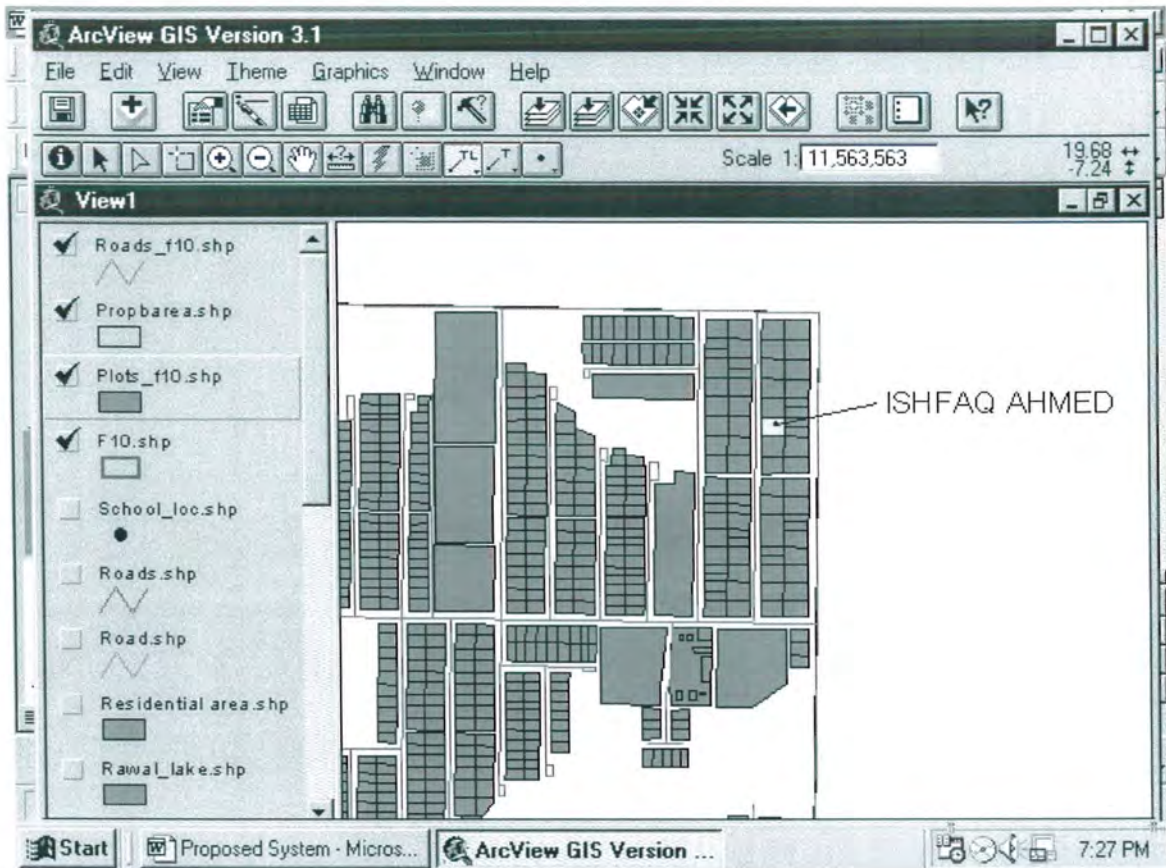 ArcView GIS Version 3.1
File Edit View Theme Graphics Window Help
Scale 1: 11,563,563
19.68
-7.24
View1
Roads_f10.shp
Propbarea.shp
Plots_f10.shp
F10.shp
School_loc.shp
Roads.shp
Road.shp
Residential area.shp
Rawal_lake.shp
ISHFAQ AHMED
Start Proposed System - Micros... ArcView GIS Version ... 7:27 PM